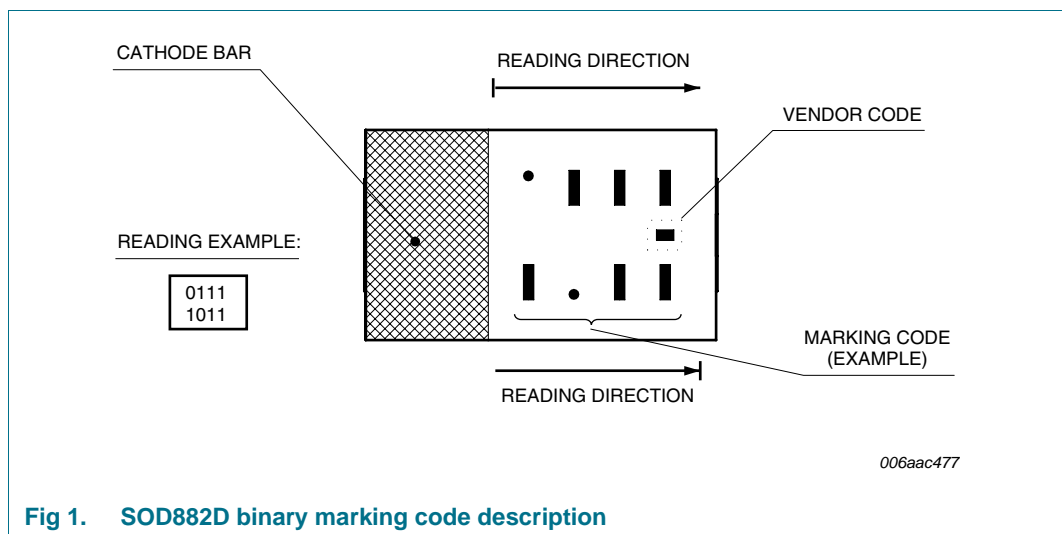 CATHODE BAR
READING DIRECTION
VENDOR CODE
READING EXAMPLE:
0111
1011
MARKING CODE
(EXAMPLE)
READING DIRECTION
006aac477
Fig 1. SOD882D binary marking code description